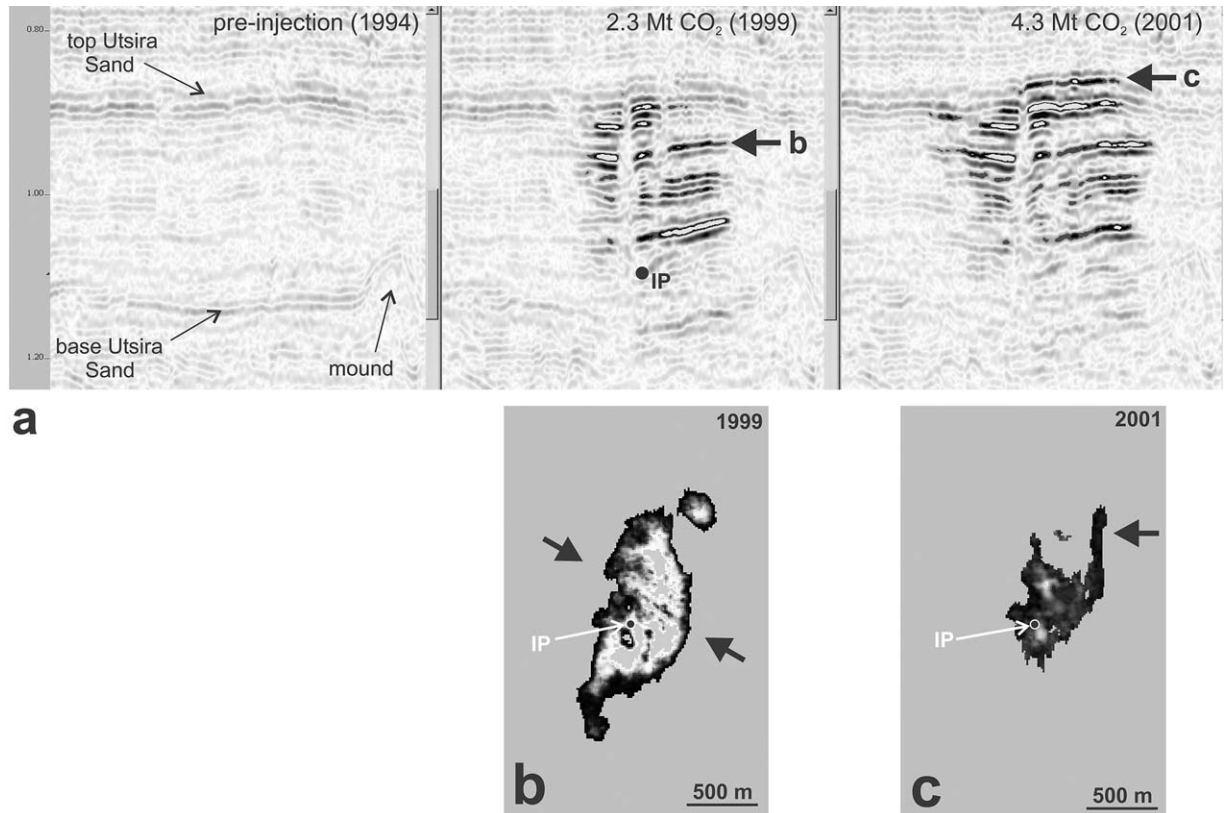 pre-injection (1994)
2.3 Mt CO₂ (1999)
4.3 Mt CO₂ (2001)
0.80
top Utsira
Sand
c
b
1.00
IP
base Utsira
Sand
mound
1.20
a
1999
IP
b
500 m
2001
IP
c
500 m